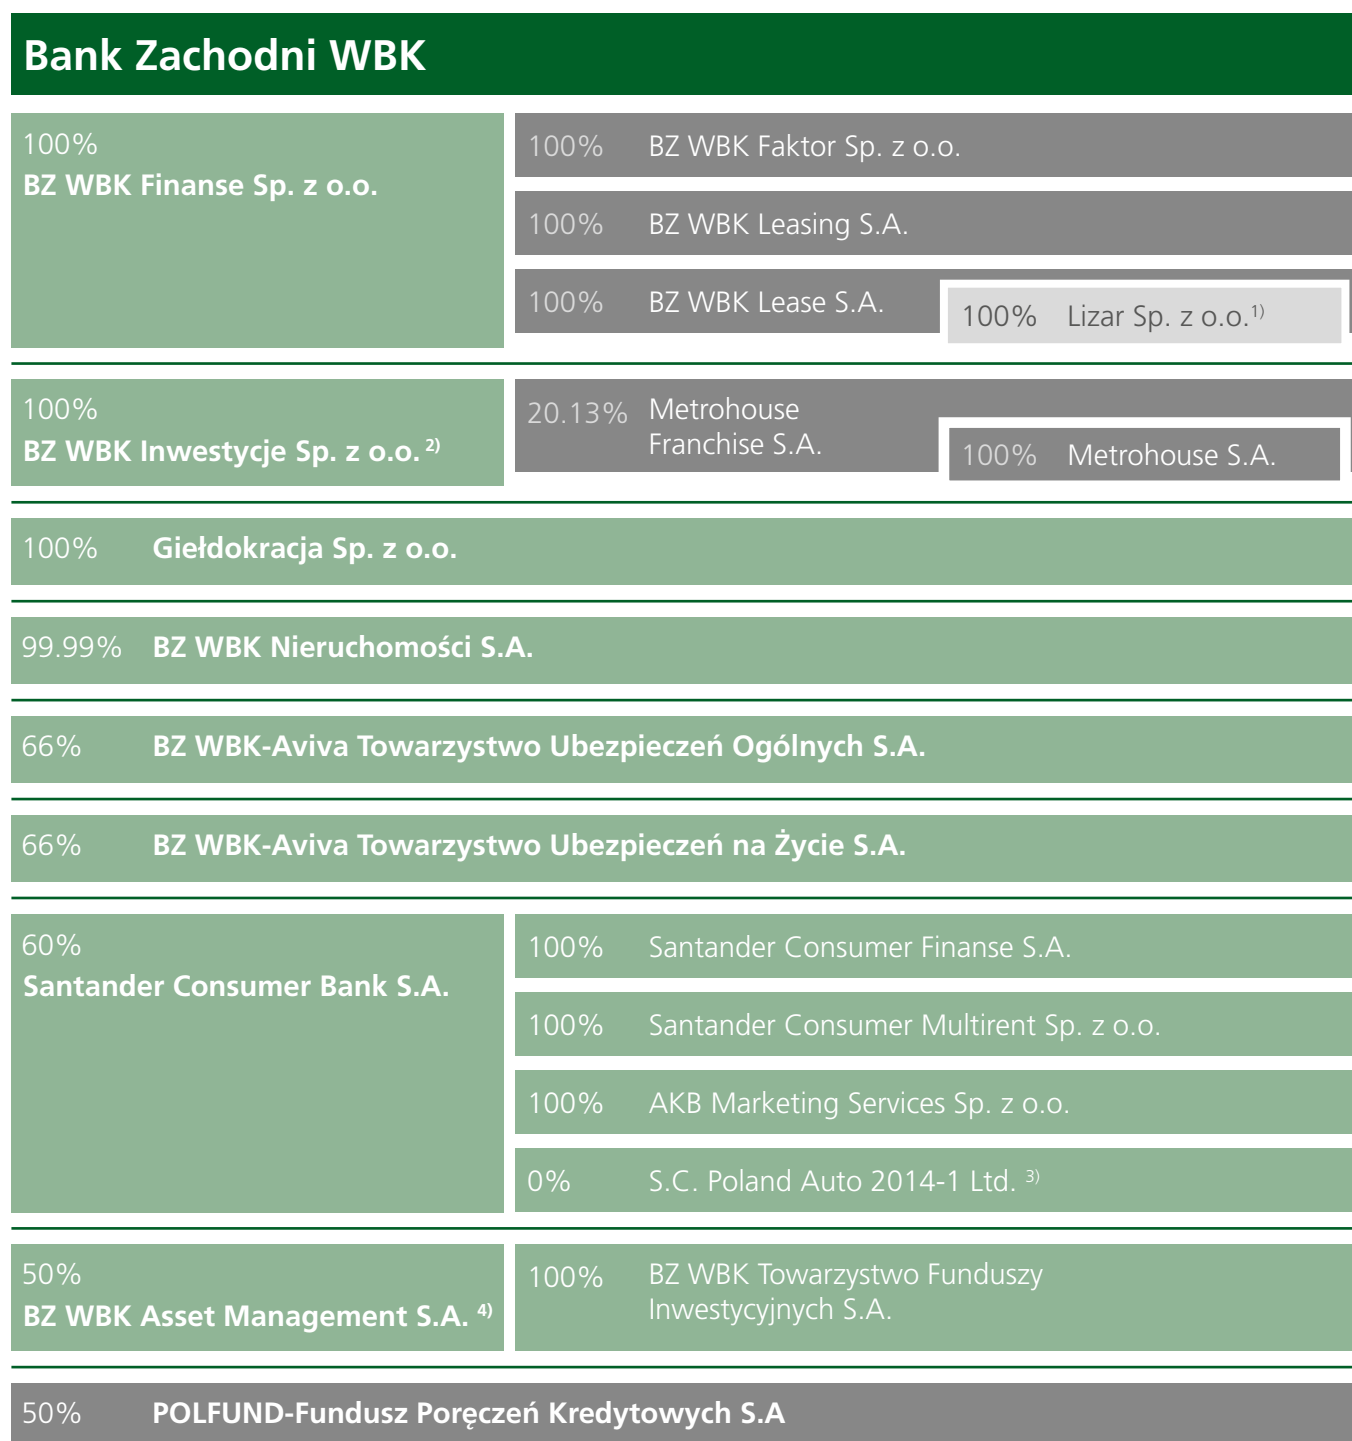 Bank Zachodni WBK
100%
BZ WBK Finanse Sp. z o.o.
100% BZ WBK Faktor Sp. z o.o.
100% BZ WBK Leasing S.A.
100% BZ WBK Lease S.A.
100% Lizar Sp. z o.o.1)
100%
BZ WBK Inwestycje Sp. z o.o. 2)
20.13% Metrohouse
Franchise S.A.
100% Metrohouse S.A.
100% Giełdokracja Sp. z o.o.
99.99% BZ WBK Nieruchomości S.A.
66% BZ WBK-Aviva Towarzystwo Ubezpieczeń Ogólnych S.A.
66% BZ WBK-Aviva Towarzystwo Ubezpieczeń na Życie S.A.
60%
Santander Consumer Bank S.A.
100% Santander Consumer Finanse S.A.
100% Santander Consumer Multirent Sp. z o.o.
100% AKB Marketing Services Sp. z o.o.
0% S.C. Poland Auto 2014-1 Ltd. 3)
50%
BZ WBK Asset Management S.A. 4)
100% BZ WBK Towarzystwo Funduszy
Inwestycyjnych S.A.
50% POLFUND-Fundusz Poręczeń Kredytowych S.A